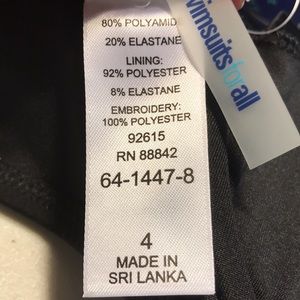 80% POLYAMID
20% ELASTANE
LINING:
92% POLYESTER
8% ELASTANE
EMBROIDERY:
100% POLYESTER
92615
RN 88842
64-1447-8
4
MADE IN
SRI LANKA
wimsuitsforall